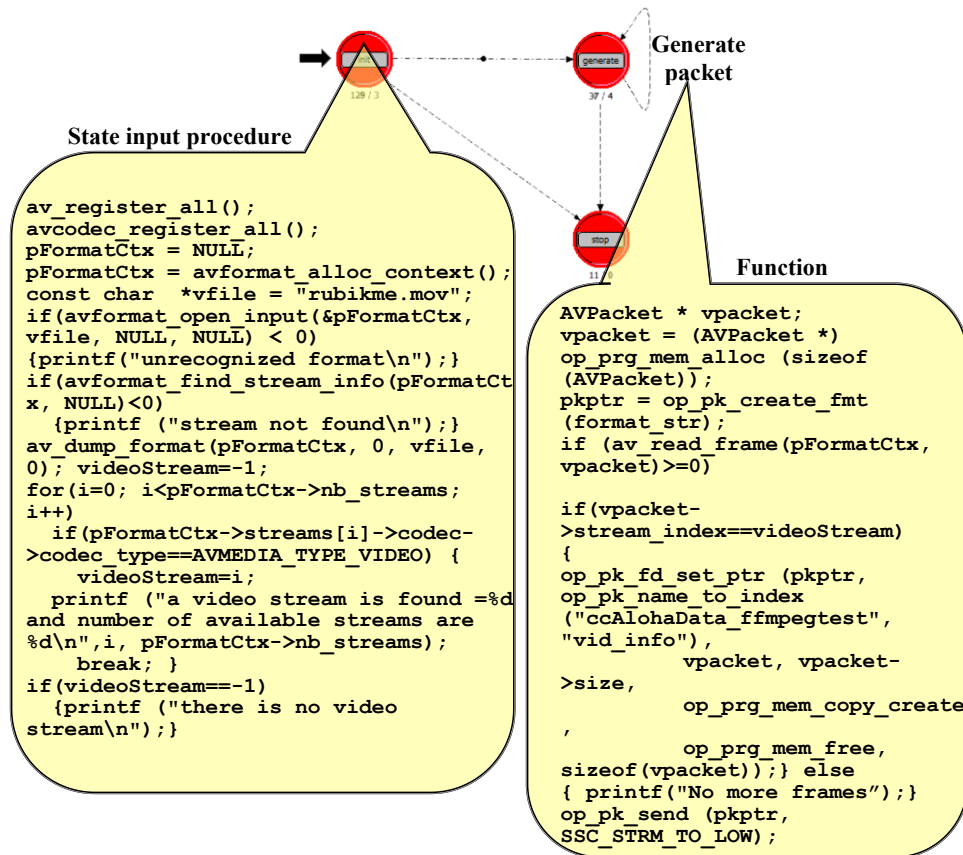 Generate
packet
init
generate
129 / 3
37 / 4
State input procedure
stop
11 / 0
Function
av_register_all();
avcodec_register_all();
pFormatCtx = NULL;
pFormatCtx = avformat_alloc_context();
const char  *vfile = "rubikme.mov";
if(avformat_open_input(&pFormatCtx,
vfile, NULL, NULL) < 0)
{printf("unrecognized format\n");}
if(avformat_find_stream_info(pFormatCt
x, NULL)<0)
{printf ("stream not found\n");}
av_dump_format(pFormatCtx, 0, vfile,
0); videoStream=-1;
for(i=0; i<pFormatCtx->nb_streams;
i++)
if(pFormatCtx->streams[i]->codec-
>codec_type==AVMEDIA_TYPE_VIDEO) {
videoStream=i;
printf ("a video stream is found =%d
and number of available streams are
%d\n",i, pFormatCtx->nb_streams);
break; }
if(videoStream==-1)
{printf ("there is no video
stream\n");}
AVPacket * vpacket;
vpacket = (AVPacket *)
op_prg_mem_alloc (sizeof
(AVPacket));
pkptr = op_pk_create_fmt
(format_str);
if (av_read_frame(pFormatCtx,
vpacket)>=0)
if(vpacket-
>stream_index==videoStream)
{
op_pk_fd_set_ptr (pkptr,
op_pk_name_to_index
("ccAlohaData_ffmpegtest",
"vid_info"),
vpacket, vpacket-
>size,
op_prg_mem_copy_create
,
op_prg_mem_free,
sizeof(vpacket));} else
{ printf("No more frames”);}
op_pk_send (pkptr,
SSC_STRM_TO_LOW);